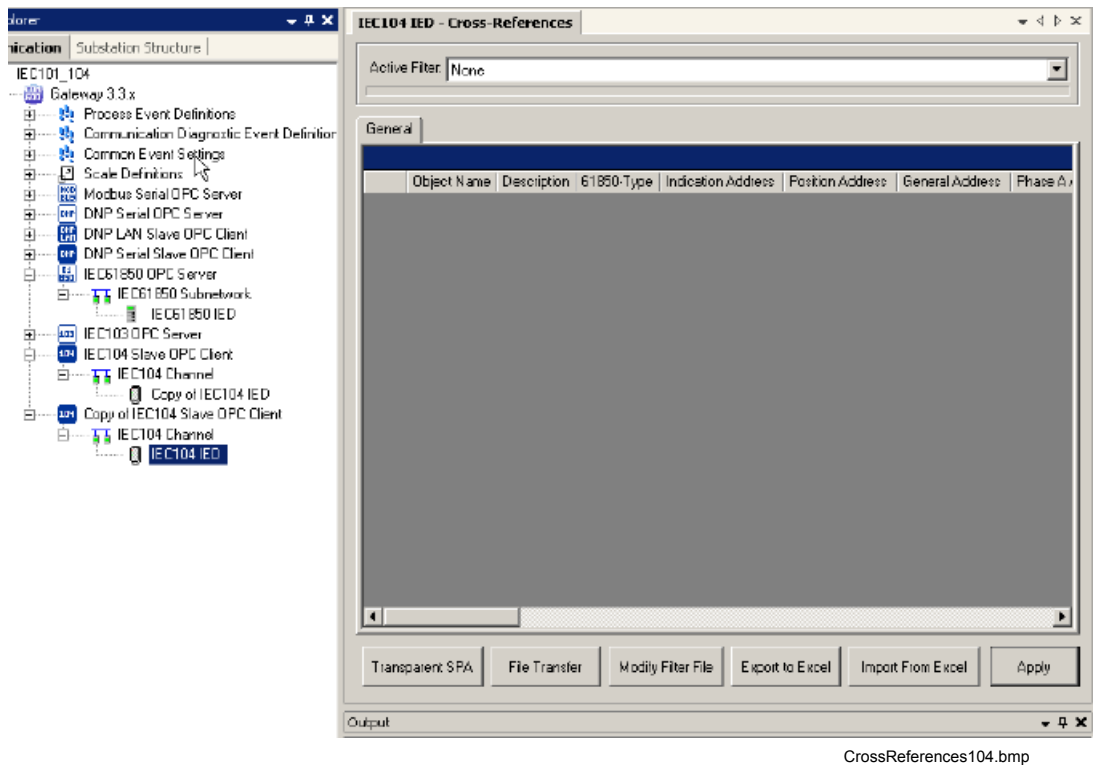 plorer
IEC104 IED - Cross-References
nication Substation Structure
Active Filter: None
IEC101_104
Gateway 3.3.x
Process Event Definitions
Communication Diagnostic Event Definition
Common Event Settings
Scale Definitions
Modbus Serial OPC Server
DNP Serial OPC Server
DNP LAN Slave OPC Client
DNP Serial Slave OPC Client
IEC61850 OPC Server
IEC61850 Subnetwork
IEC61850 IED
IEC103 OPC Server
IEC104 Slave OPC Client
IEC104 Channel
Copy of IEC104 IED
Copy of IEC104 Slave OPC Client
IEC104 Channel
IEC104 IED
General
Object Name Description 61850-Type Indication Address Position Address General Address Phase A
Transparent SPA File Transfer Modify Filter File Export to Excel Import From Excel Apply
Output
CrossReferences104.bmp